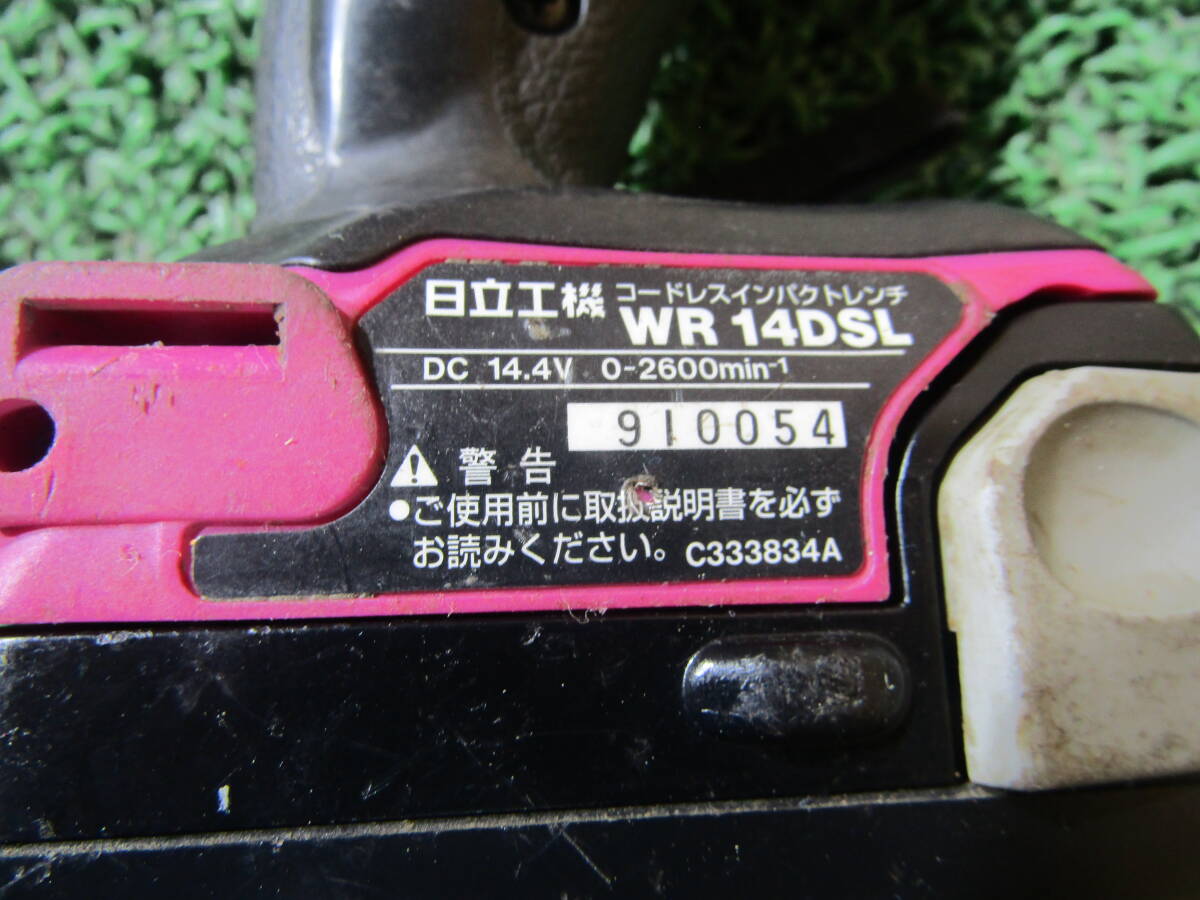 日立工機 コードレスインパクトレンチ
WR 14DSL
DC 14.4V 0-2600min⁻¹
910054
警告
●ご使用前に取扱説明書を必ず
お読みください。 C333834A